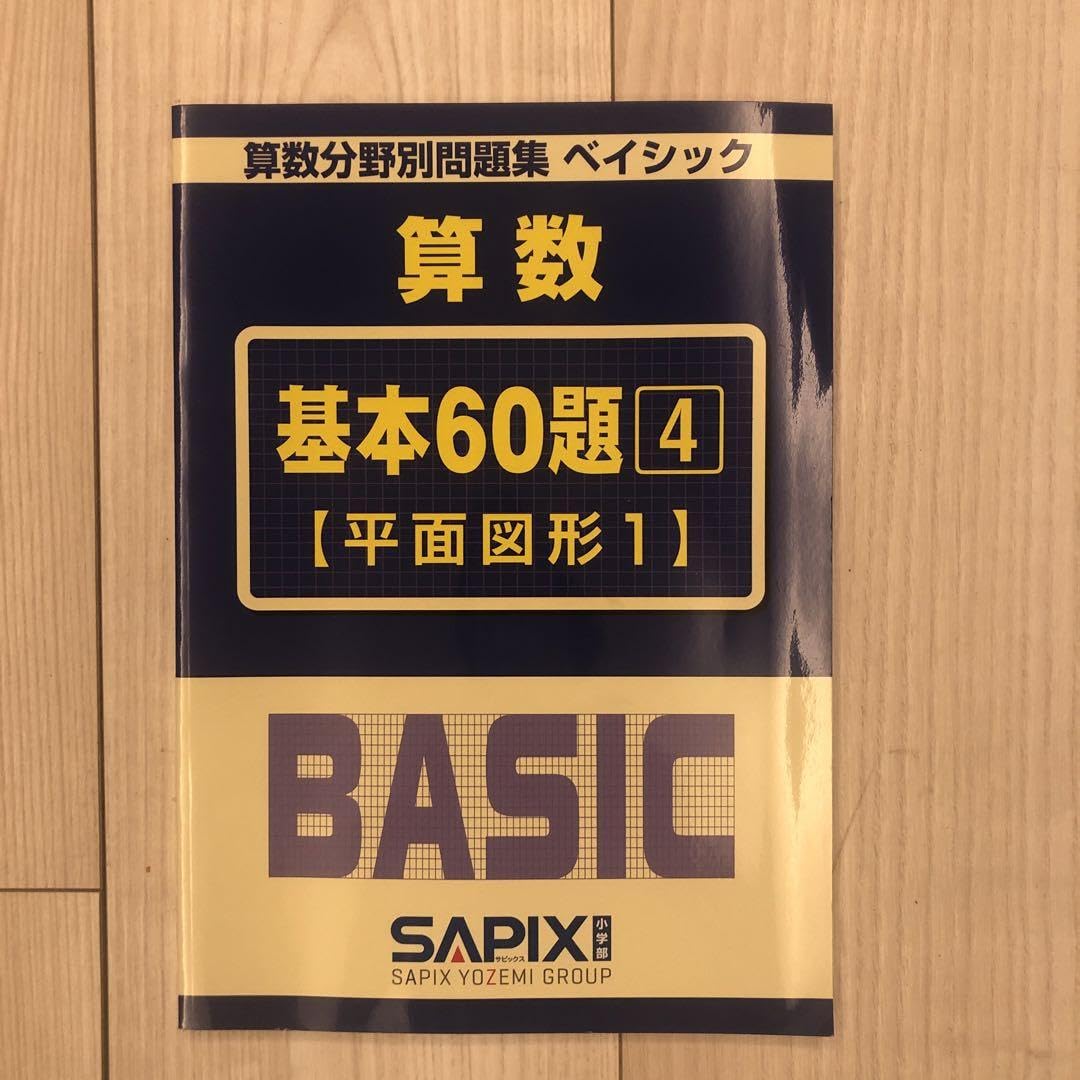 算数分野別問題集 ベイシック
算数
基本60題 4
【平面図形1】
BASIC
SAPIX 小学部
サピックス
SAPIX YOZEMI GROUP